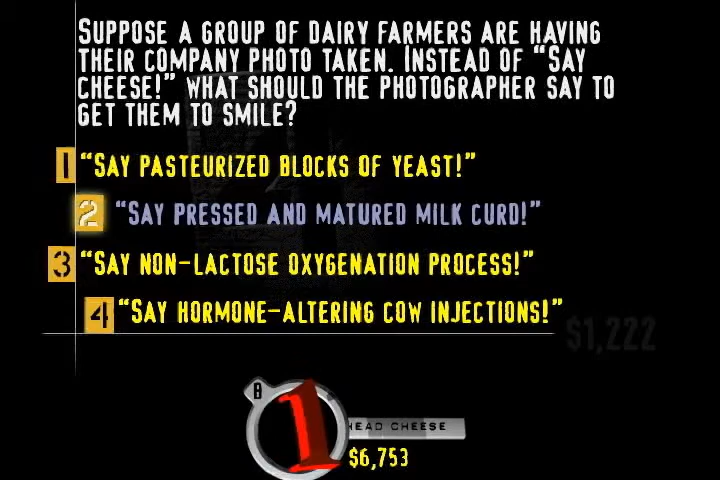 Suppose a group of dairy farmers are having
their company photo taken. Instead of “Say
cheese!” what should the photographer say to
get them to smile?
1 “Say pasteurized blocks of yeast!”
2 “Say pressed and matured milk curd!”
3 “Say non-lactose oxygenation process!”
4 “Say hormone-altering cow injections!”
$1,222
8
1
HEAD CHEESE
$6,753